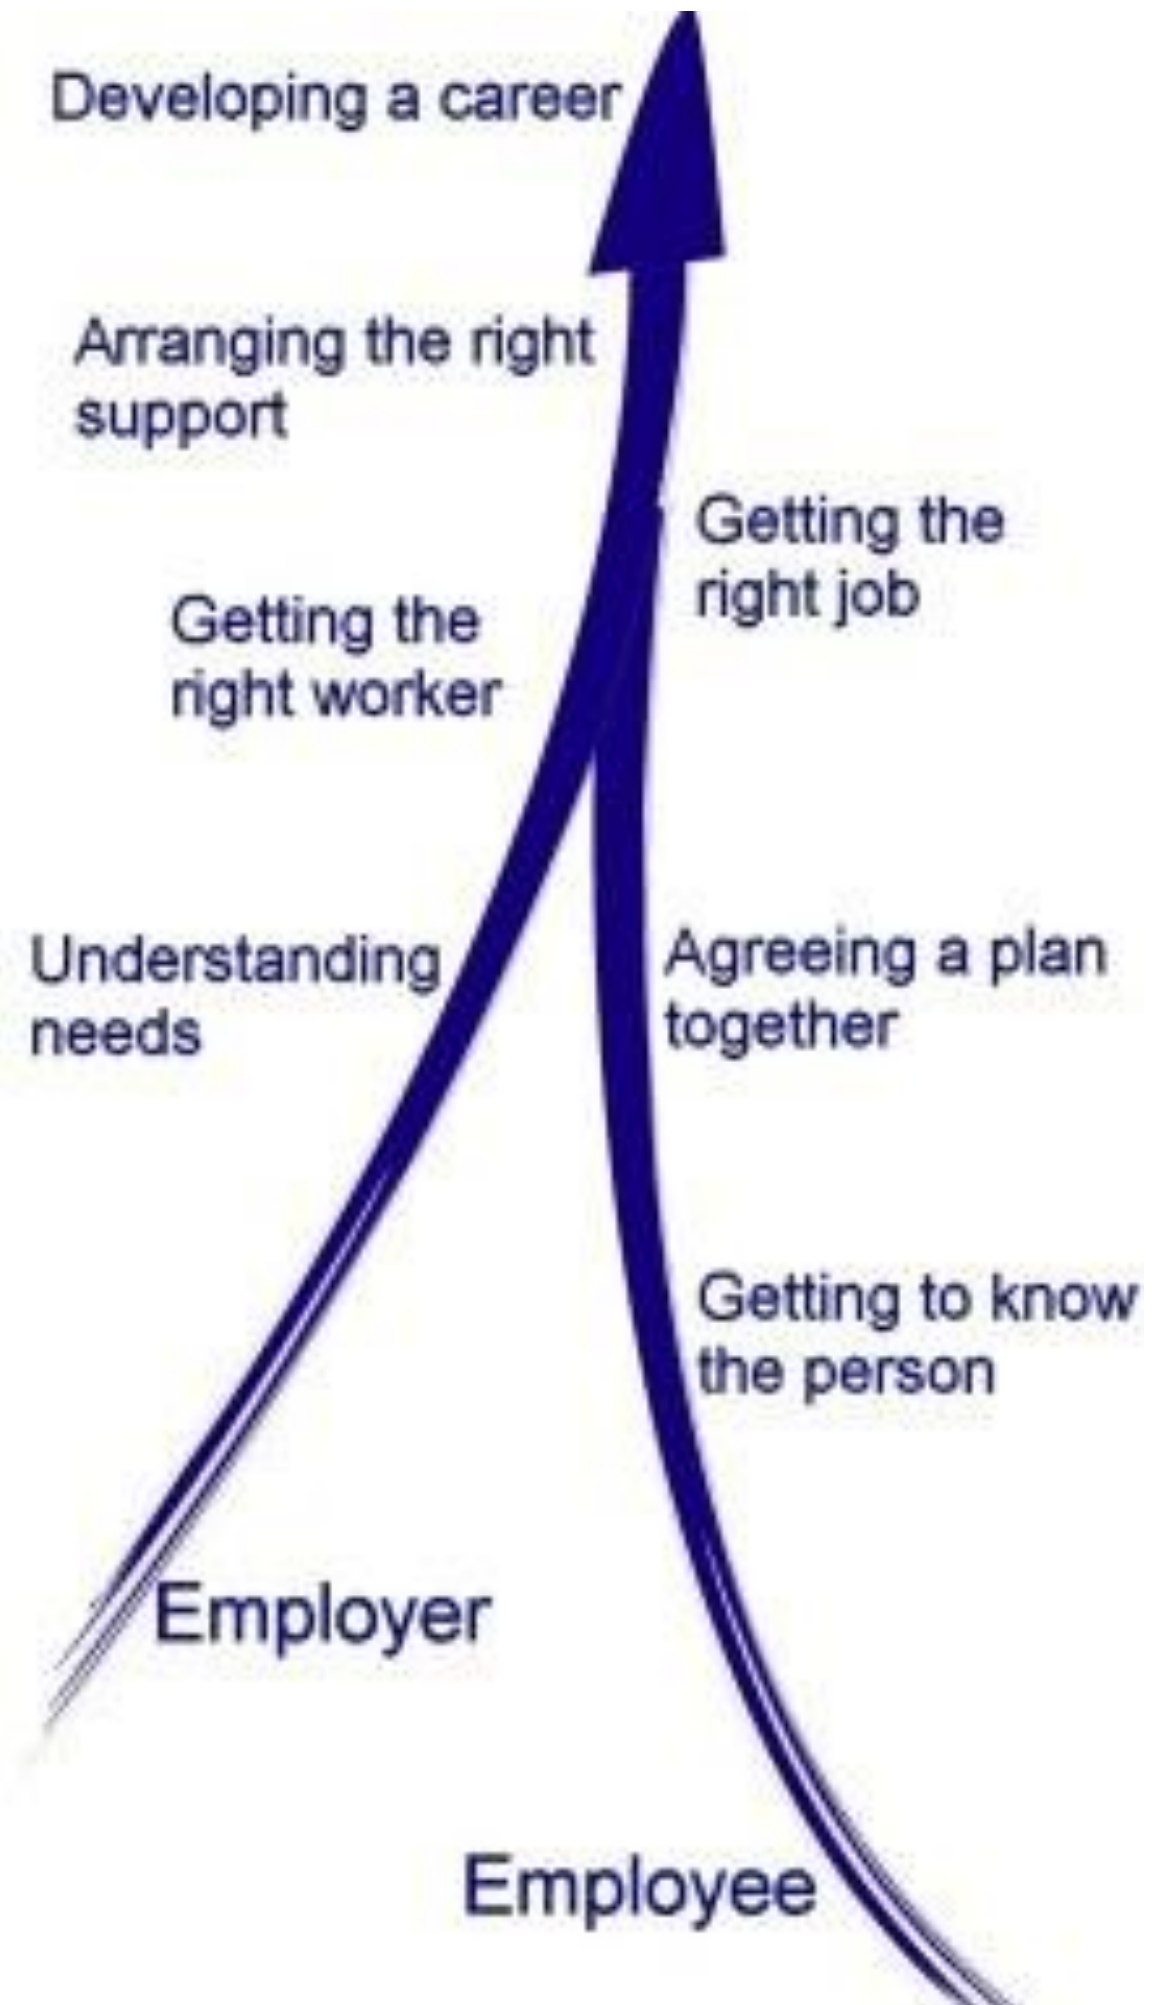 Developing a career
Arranging the right
support
Getting the
right job
Getting the
right worker
Understanding
needs
Agreeing a plan
together
Getting to know
the person
Employer
Employee